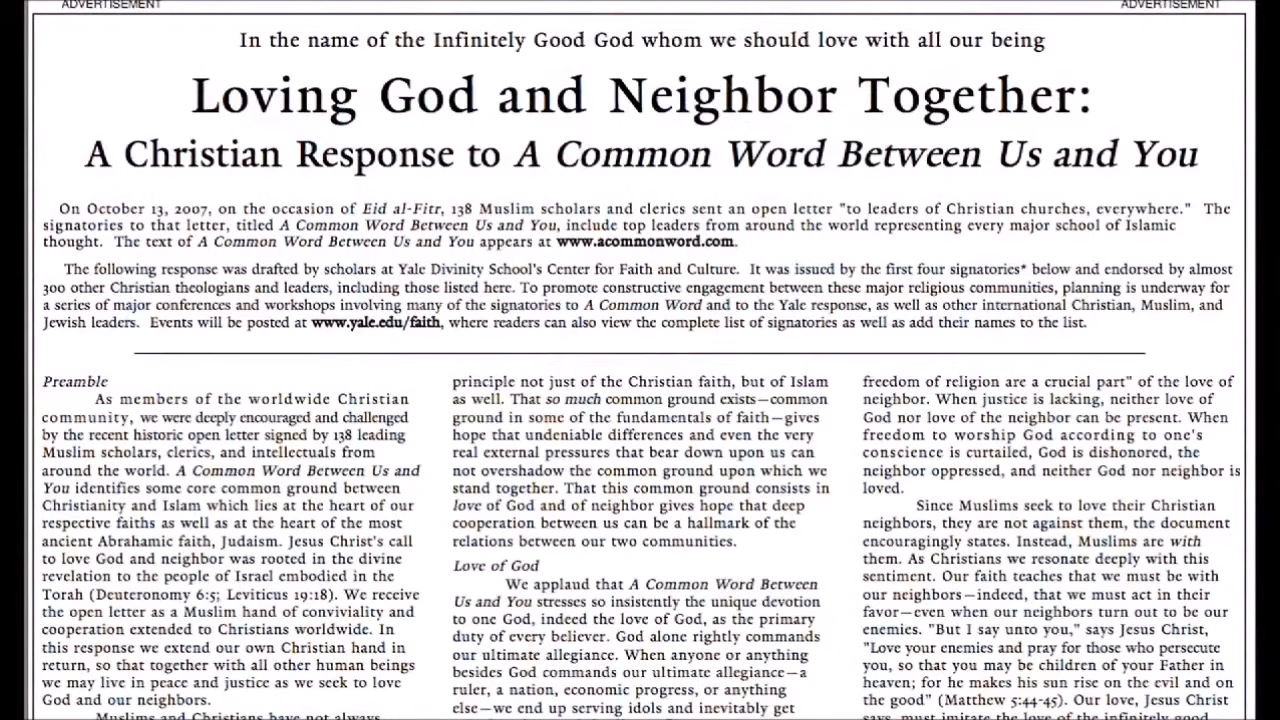 ADVERTISEMENT ADVERTISEMENT
In the name of the Infinitely Good God whom we should love with all our being
Loving God and Neighbor Together:
A Christian Response to A Common Word Between Us and You
On October 13, 2007, on the occasion of Eid al-Fitr, 138 Muslim scholars and clerics sent an open letter "to leaders of Christian churches, everywhere." The
signatories to that letter, titled A Common Word Between Us and You, include top leaders from around the world representing every major school of Islamic
thought. The text of A Common Word Between Us and You appears at www.acommonword.com.
The following response was drafted by scholars at Yale Divinity School's Center for Faith and Culture. It was issued by the first four signatories* below and endorsed by almost
300 other Christian theologians and leaders, including those listed here. To promote constructive engagement between these major religious communities, planning is underway for
a series of major conferences and workshops involving many of the signatories to A Common Word and to the Yale response, as well as other international Christian, Muslim, and
Jewish leaders. Events will be posted at www.yale.edu/faith, where readers can also view the complete list of signatories as well as add their names to the list.
Preamble
As members of the worldwide Christian
community, we were deeply encouraged and challenged
by the recent historic open letter signed by 138 leading
Muslim scholars, clerics, and intellectuals from
around the world. A Common Word Between Us and
You identifies some core common ground between
Christianity and Islam which lies at the heart of our
respective faiths as well as at the heart of the most
ancient Abrahamic faith, Judaism. Jesus Christ's call
to love God and neighbor was rooted in the divine
revelation to the people of Israel embodied in the
Torah (Deuteronomy 6:5; Leviticus 19:18). We receive
the open letter as a Muslim hand of conviviality and
cooperation extended to Christians worldwide. In
this response we extend our own Christian hand in
return, so that together with all other human beings
we may live in peace and justice as we seek to love
God and our neighbors.
Muslims and Christians have not always
principle not just of the Christian faith, but of Islam
as well. That so much common ground exists—common
ground in some of the fundamentals of faith—gives
hope that undeniable differences and even the very
real external pressures that bear down upon us can
not overshadow the common ground upon which we
stand together. That this common ground consists in
love of God and of neighbor gives hope that deep
cooperation between us can be a hallmark of the
relations between our two communities.
Love of God
We applaud that A Common Word Between
Us and You stresses so insistently the unique devotion
to one God, indeed the love of God, as the primary
duty of every believer. God alone rightly commands
our ultimate allegiance. When anyone or anything
besides God commands our ultimate allegiance—a
ruler, a nation, economic progress, or anything
else—we end up serving idols and inevitably get
freedom of religion are a crucial part" of the love of
neighbor. When justice is lacking, neither love of
God nor love of the neighbor can be present. When
freedom to worship God according to one's
conscience is curtailed, God is dishonored, the
neighbor oppressed, and neither God nor neighbor is
loved.
Since Muslims seek to love their Christian
neighbors, they are not against them, the document
encouragingly states. Instead, Muslims are with
them. As Christians we resonate deeply with this
sentiment. Our faith teaches that we must be with
our neighbors—indeed, that we must act in their
favor—even when our neighbors turn out to be our
enemies. "But I say unto you," says Jesus Christ,
"Love your enemies and pray for those who persecute
you, so that you may be children of your Father in
heaven; for he makes his sun rise on the evil and on
the good" (Matthew 5:44-45). Our love, Jesus Christ
says, must imitate the love of the infinitely good